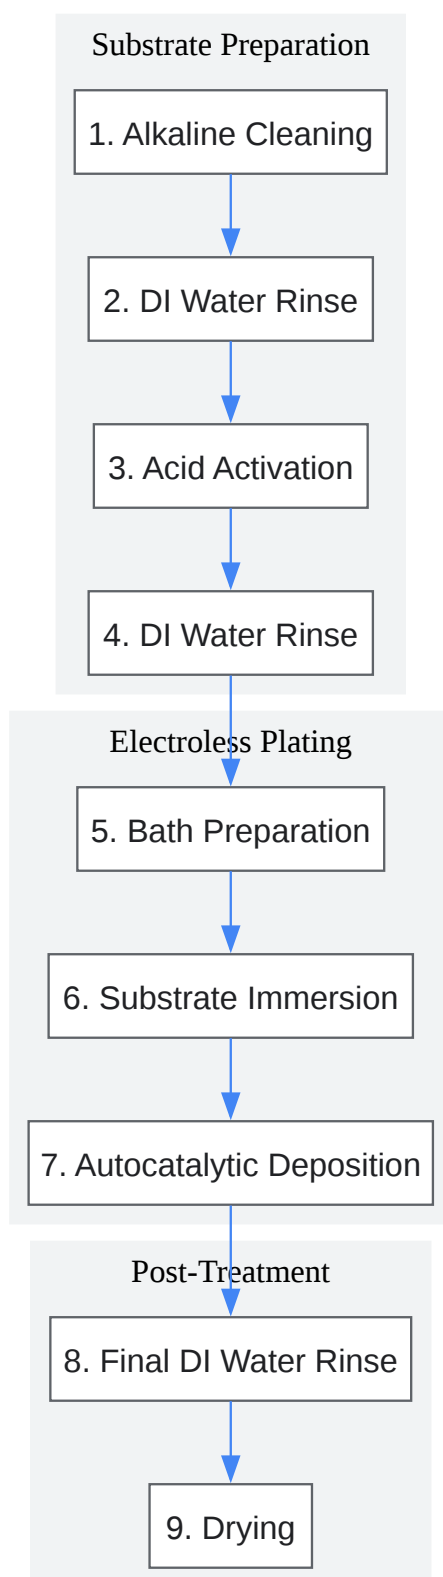 Substrate Preparation
1. Alkaline Cleaning
2. DI Water Rinse
3. Acid Activation
4. DI Water Rinse
Electroless Plating
5. Bath Preparation
6. Substrate Immersion
7. Autocatalytic Deposition
Post-Treatment
8. Final DI Water Rinse
9. Drying